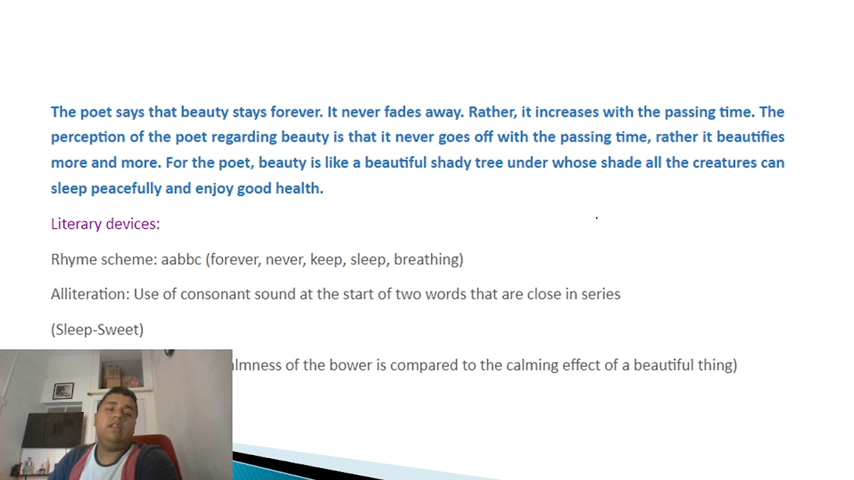 The poet says that beauty stays forever. It never fades away. Rather, it increases with the passing time. The
perception of the poet regarding beauty is that it never goes off with the passing time, rather it beautifies
more and more. For the poet, beauty is like a beautiful shady tree under whose shade all the creatures can
sleep peacefully and enjoy good health.
Literary devices:
Rhyme scheme: aabbc (forever, never, keep, sleep, breathing)
Alliteration: Use of consonant sound at the start of two words that are close in series
(Sleep-Sweet)
of the bower is compared to the calming effect of a beautiful thing)